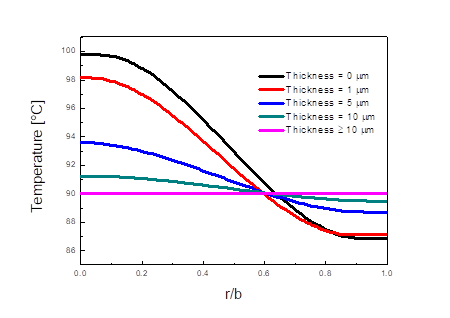 100
98
96
94
92
90
88
86
Temperature [°C]
Thickness = 0 μm
Thickness = 1 μm
Thickness = 5 μm
Thickness = 10 μm
Thickness ≥ 10 μm
0.0 0.2 0.4 0.6 0.8 1.0
r/b